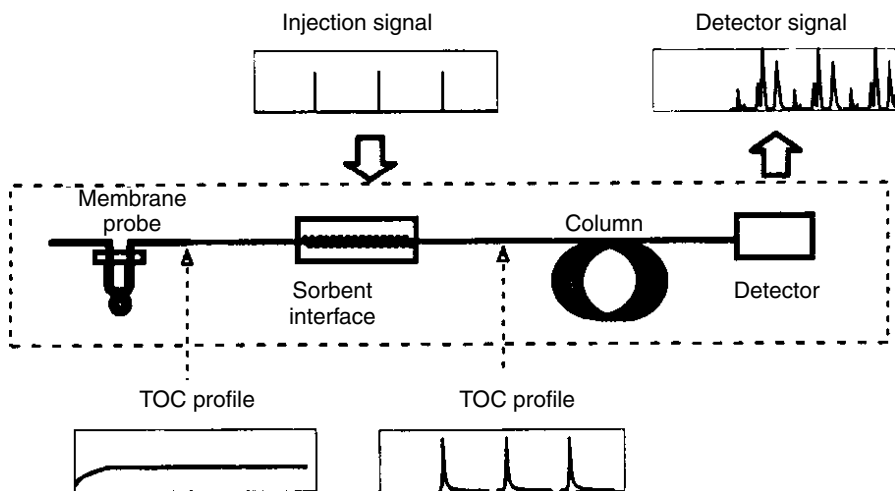 Injection signal
Detector signal
Membrane
probe
Column
Sorbent
interface
Detector
TOC profile
TOC profile